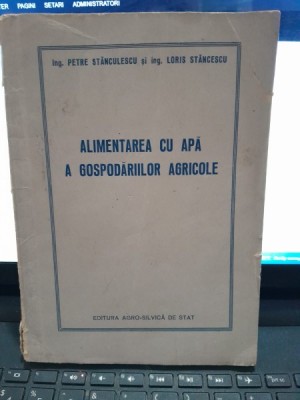 TER PAGINI SETARI ADMINISTRATORI
Ing. PETRE STĂNCULESCU și ing. LORIS STĂNCESCU
ALIMENTAREA CU APĂ
A GOSPODĂRIILOR AGRICOLE
EDITURA AGRO-SILVICĂ DE STAT